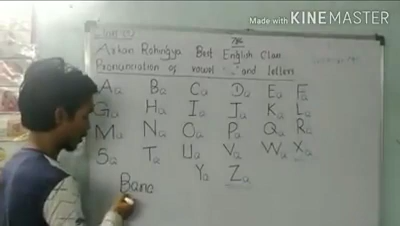 Made with KINEMASTER
Arkan Rohingya Best English Clan
Pronunciation of vowel "a" and letters
Aa Ba Ca Da Ea Fa
Ga Ha Ia Ja Ka La
Ma Na Oa Pa Qa Ra
Sa Ta Ua Va Wa Xa
Ya Za
Bana